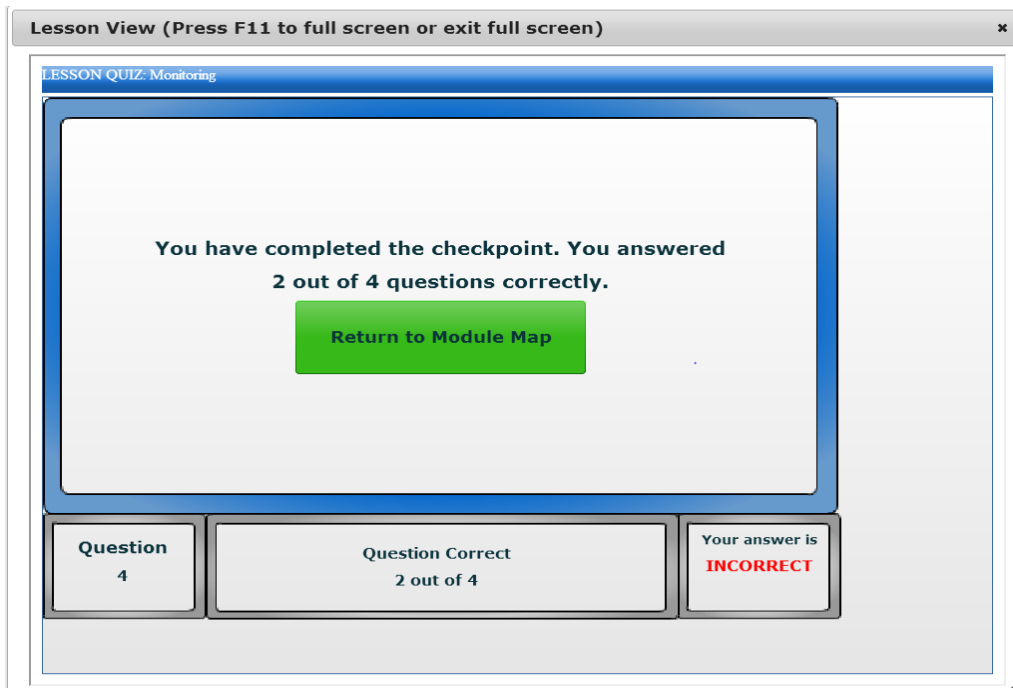 Lesson View (Press F11 to full screen or exit full screen)
LESSON QUIZ: Monitoring
You have completed the checkpoint. You answered
2 out of 4 questions correctly.
Return to Module Map
Question
4
Question Correct
2 out of 4
Your answer is
INCORRECT